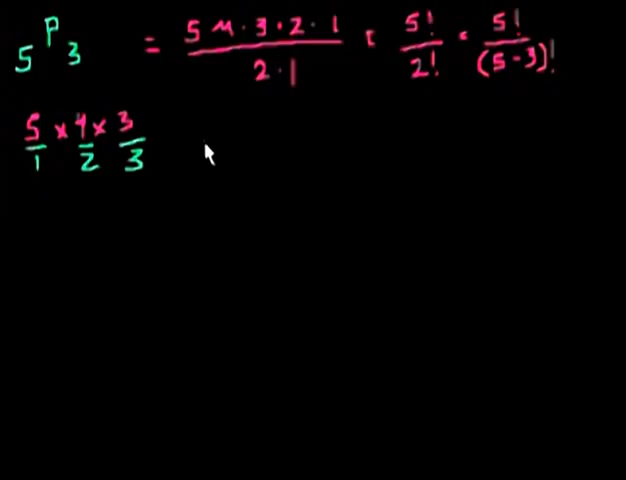 5P3 = 5 4·3·2·1 / 2·1 = 5! / 2! = 5! / (5-3)!
5/1 × 4/2 × 3/3